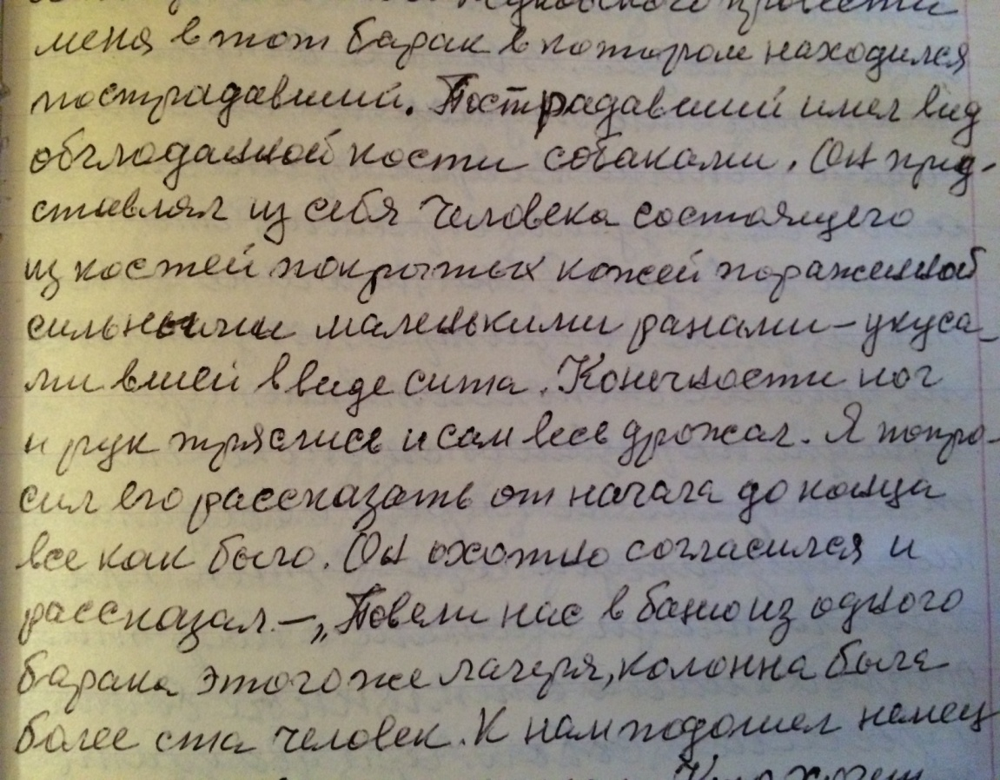 провести
меня в тот барак в котором находился
пострадавший. Пострадавший имел вид
обглоданной кости собаками. Он пред-
ставлял из себя человека состоящего
из костей покрытых кожей пораженной
сильными маленькими ранами – укуса-
ми вшей в виде сита. Конечности ног
и рук тряслись и сам весь дрожал. Я попро-
сил его рассказать от начала до конца
все как было. Он охотно согласился и
рассказал – „Повели нас в баню из одного
барака этого же лагеря, колонна была
более ста человек. К нам подошел немец